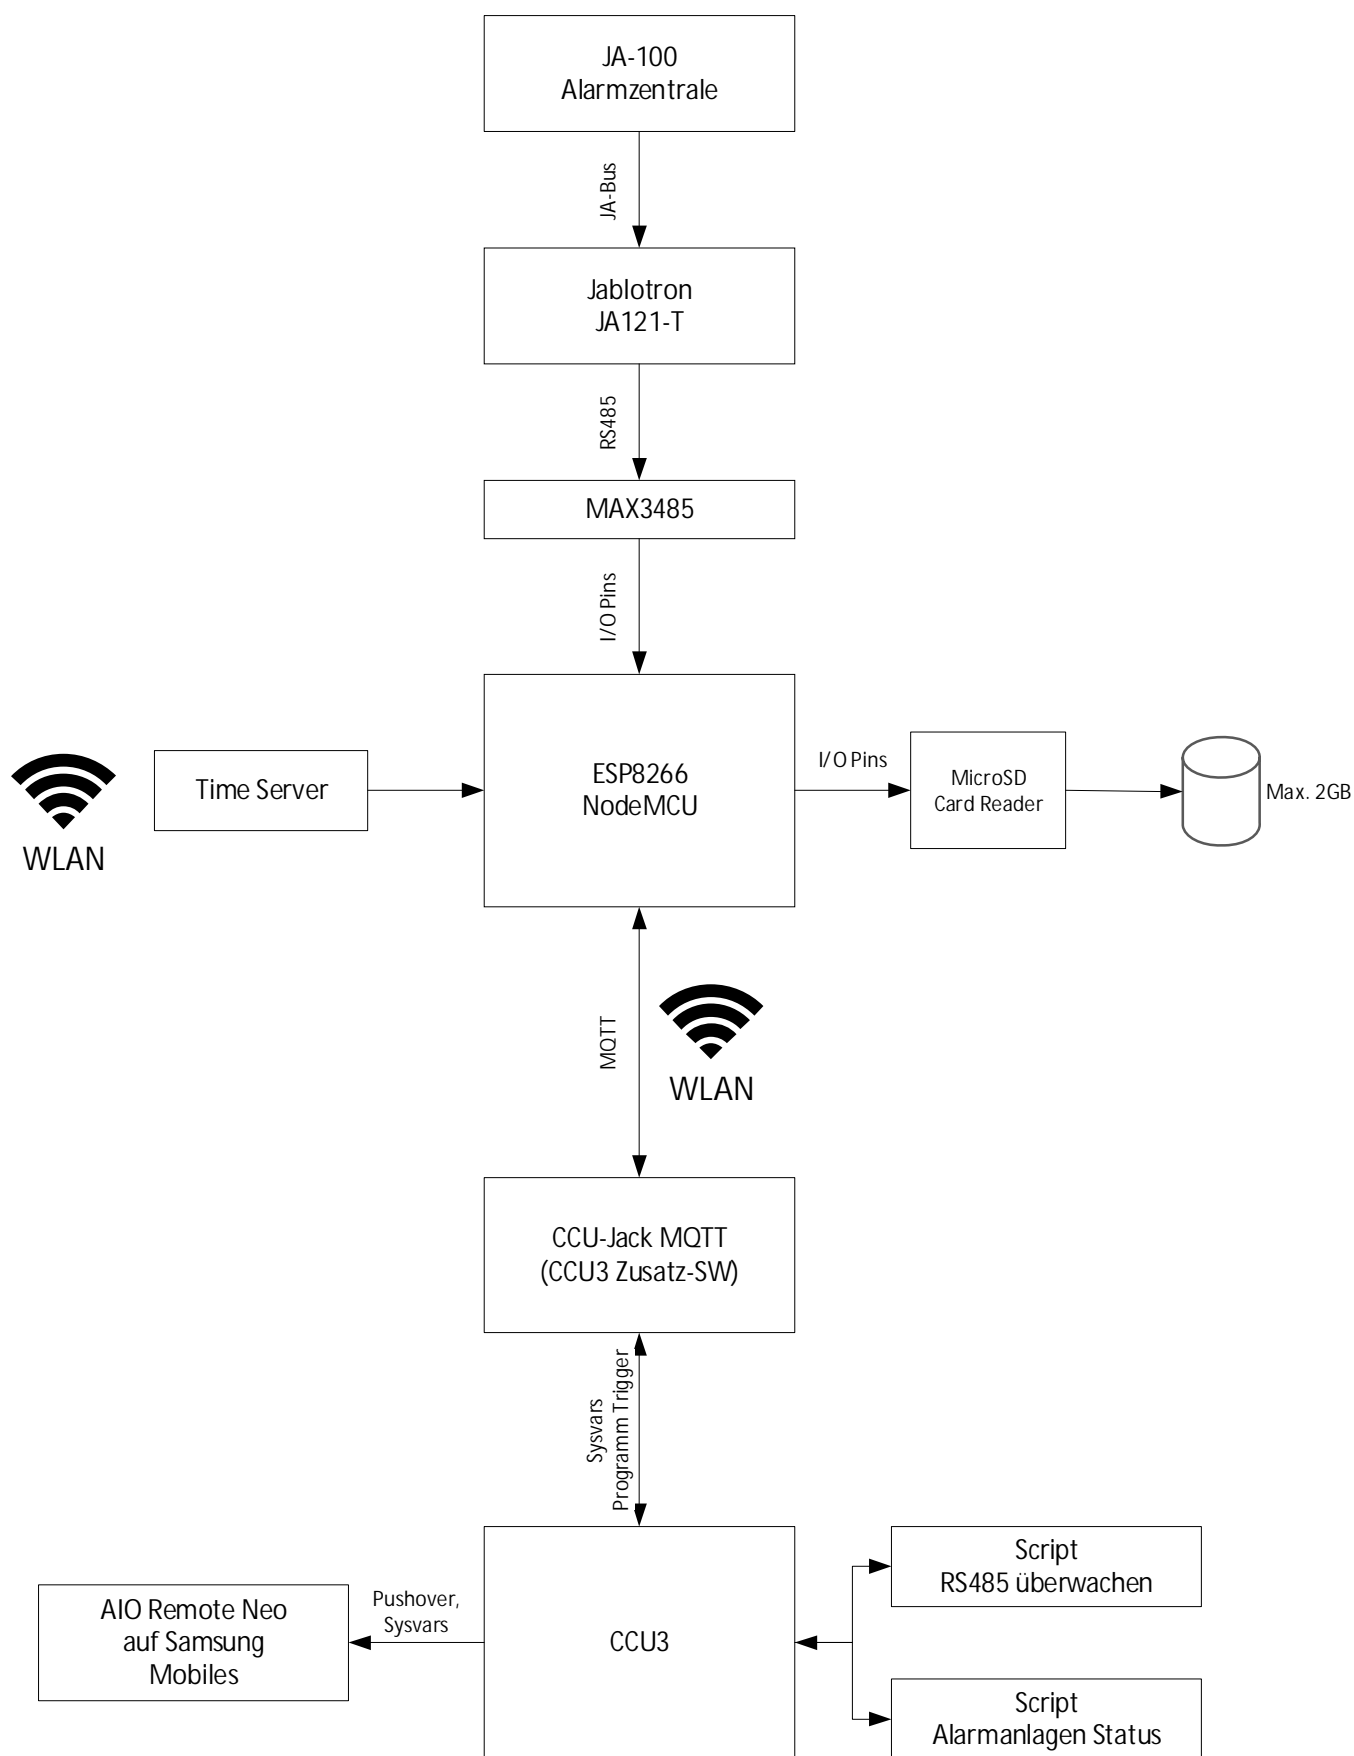 JA-100
Alarmzentrale
JA-Bus
Jablotron
JA121-T
RS485
MAX3485
I/O Pins
WLAN
Time Server
ESP8266
NodeMCU
I/O Pins
MicroSD
Card Reader
Max. 2GB
MQTT
WLAN
CCU-Jack MQTT
(CCU3 Zusatz-SW)
Sysvars
Programm Trigger
AIO Remote Neo
auf Samsung
Mobiles
Pushover,
Sysvars
CCU3
Script
RS485 überwachen
Script
Alarmanlagen Status